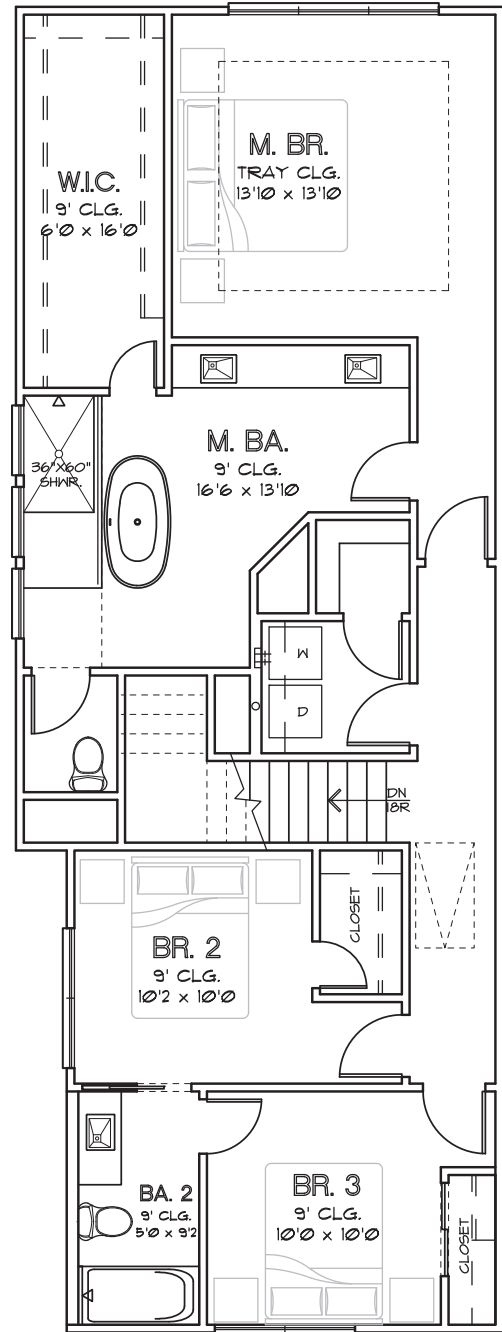 W.I.C.
9' CLG.
6'0 x 16'0
M. BR.
TRAY CLG.
13'10 x 13'10
36"X60"
SHWR.
M. BA.
9' CLG.
16'6 x 13'10
W
D
DN
18R
BR. 2
9' CLG.
10'2 x 10'0
CLOSET
BA. 2
9' CLG.
5'0 x 9'2
BR. 3
9' CLG.
10'0 x 10'0
CLOSET